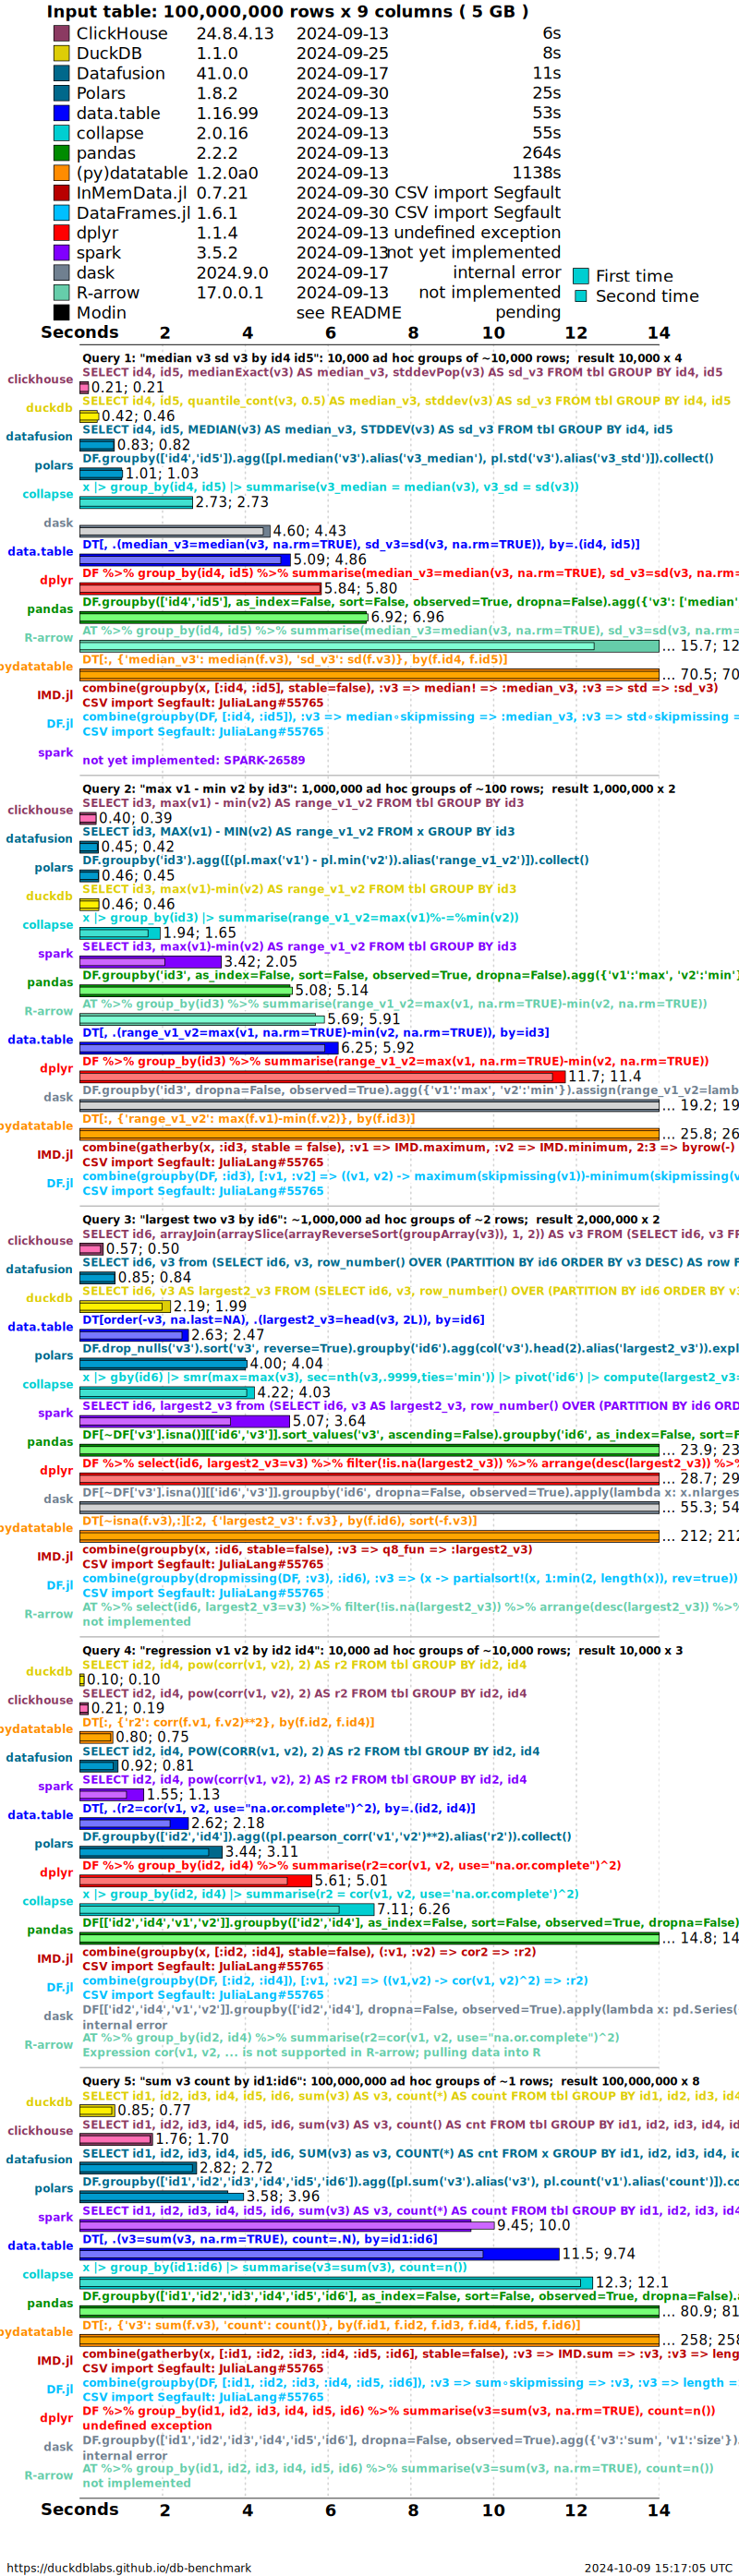 Input table: 100,000,000 rows x 9 columns ( 5 GB )
ClickHouse 24.8.4.13 2024-09-13 6s
DuckDB 1.1.0 2024-09-25 8s
Datafusion 41.0.0 2024-09-17 11s
Polars 1.8.2 2024-09-30 25s
data.table 1.16.99 2024-09-13 53s
collapse 2.0.16 2024-09-13 55s
pandas 2.2.2 2024-09-13 264s
(py)datatable 1.2.0a0 2024-09-13 1138s
InMemData.jl 0.7.21 2024-09-30 CSV import Segfault
DataFrames.jl 1.6.1 2024-09-30 CSV import Segfault
dplyr 1.1.4 2024-09-13 undefined exception
spark 3.5.2 2024-09-13 not yet implemented
dask 2024.9.0 2024-09-17 internal error
R-arrow 17.0.0.1 2024-09-13 not implemented
Modin see README pending
First time
Second time
Seconds 2 4 6 8 10 12 14
Query 1: "median v3 sd v3 by id4 id5": 10,000 ad hoc groups of ~10,000 rows; result 10,000 x 4
SELECT id4, id5, medianExact(v3) AS median_v3, stddevPop(v3) AS sd_v3 FROM tbl GROUP BY id4, id5
clickhouse 0.21; 0.21
SELECT id4, id5, quantile_cont(v3, 0.5) AS median_v3, stddev(v3) AS sd_v3 FROM tbl GROUP BY id4, id5
duckdb 0.42; 0.46
SELECT id4, id5, MEDIAN(v3) AS median_v3, STDDEV(v3) AS sd_v3 FROM tbl GROUP BY id4, id5
datafusion 0.83; 0.82
DF.groupby(['id4','id5']).agg([pl.median('v3').alias('v3_median'), pl.std('v3').alias('v3_std')]).collect()
polars 1.01; 1.03
x |> group_by(id4, id5) |> summarise(v3_median = median(v3), v3_sd = sd(v3))
collapse 2.73; 2.73
dask 4.60; 4.43
DT[, .(median_v3=median(v3, na.rm=TRUE), sd_v3=sd(v3, na.rm=TRUE)), by=.(id4, id5)]
data.table 5.09; 4.86
DF %>% group_by(id4, id5) %>% summarise(median_v3=median(v3, na.rm=TRUE), sd_v3=sd(v3, na.rm=
dplyr 5.84; 5.80
DF.groupby(['id4','id5'], as_index=False, sort=False, observed=True, dropna=False).agg({'v3': ['median'
pandas 6.92; 6.96
AT %>% group_by(id4, id5) %>% summarise(median_v3=median(v3, na.rm=TRUE), sd_v3=sd(v3, na.rm=
R-arrow ... 15.7; 12
DT[:, {'median_v3': median(f.v3), 'sd_v3': sd(f.v3)}, by(f.id4, f.id5)]
pydatatable ... 70.5; 70
combine(groupby(x, [:id4, :id5], stable=false), :v3 => median! => :median_v3, :v3 => std => :sd_v3)
IMD.jl CSV import Segfault: JuliaLang#55765
combine(groupby(DF, [:id4, :id5]), :v3 => median∘skipmissing => :median_v3, :v3 => std∘skipmissing =
DF.jl CSV import Segfault: JuliaLang#55765
spark not yet implemented: SPARK-26589
Query 2: "max v1 - min v2 by id3": 1,000,000 ad hoc groups of ~100 rows; result 1,000,000 x 2
SELECT id3, max(v1) - min(v2) AS range_v1_v2 FROM tbl GROUP BY id3
clickhouse 0.40; 0.39
SELECT id3, MAX(v1) - MIN(v2) AS range_v1_v2 FROM x GROUP BY id3
datafusion 0.45; 0.42
DF.groupby('id3').agg([(pl.max('v1') - pl.min('v2')).alias('range_v1_v2')]).collect()
polars 0.46; 0.45
SELECT id3, max(v1)-min(v2) AS range_v1_v2 FROM tbl GROUP BY id3
duckdb 0.46; 0.46
x |> group_by(id3) |> summarise(range_v1_v2=max(v1)%-=%min(v2))
collapse 1.94; 1.65
SELECT id3, max(v1)-min(v2) AS range_v1_v2 FROM tbl GROUP BY id3
spark 3.42; 2.05
DF.groupby('id3', as_index=False, sort=False, observed=True, dropna=False).agg({'v1':'max', 'v2':'min'}
pandas 5.08; 5.14
AT %>% group_by(id3) %>% summarise(range_v1_v2=max(v1, na.rm=TRUE)-min(v2, na.rm=TRUE))
R-arrow 5.69; 5.91
DT[, .(range_v1_v2=max(v1, na.rm=TRUE)-min(v2, na.rm=TRUE)), by=id3]
data.table 6.25; 5.92
DF %>% group_by(id3) %>% summarise(range_v1_v2=max(v1, na.rm=TRUE)-min(v2, na.rm=TRUE))
dplyr 11.7; 11.4
DF.groupby('id3', dropna=False, observed=True).agg({'v1':'max', 'v2':'min'}).assign(range_v1_v2=lamb
dask ... 19.2; 19
DT[:, {'range_v1_v2': max(f.v1)-min(f.v2)}, by(f.id3)]
pydatatable ... 25.8; 26
combine(gatherby(x, :id3, stable = false), :v1 => IMD.maximum, :v2 => IMD.minimum, 2:3 => byrow(-)
IMD.jl CSV import Segfault: JuliaLang#55765
combine(groupby(DF, :id3), [:v1, :v2] => ((v1, v2) -> maximum(skipmissing(v1))-minimum(skipmissing(v
DF.jl CSV import Segfault: JuliaLang#55765
Query 3: "largest two v3 by id6": ~1,000,000 ad hoc groups of ~2 rows; result 2,000,000 x 2
SELECT id6, arrayJoin(arraySlice(arrayReverseSort(groupArray(v3)), 1, 2)) AS v3 FROM (SELECT id6, v3 FR
clickhouse 0.57; 0.50
SELECT id6, v3 from (SELECT id6, v3, row_number() OVER (PARTITION BY id6 ORDER BY v3 DESC) AS row F
datafusion 0.85; 0.84
SELECT id6, v3 AS largest2_v3 FROM (SELECT id6, v3, row_number() OVER (PARTITION BY id6 ORDER BY v3
duckdb 2.19; 1.99
DT[order(-v3, na.last=NA), .(largest2_v3=head(v3, 2L)), by=id6]
data.table 2.63; 2.47
DF.drop_nulls('v3').sort('v3', reverse=True).groupby('id6').agg(col('v3').head(2).alias('largest2_v3')).expl
polars 4.00; 4.04
x |> gby(id6) |> smr(max=max(v3), sec=nth(v3,.9999,ties='min')) |> pivot('id6') |> compute(largest2_v3=
collapse 4.22; 4.03
SELECT id6, largest2_v3 from (SELECT id6, v3 AS largest2_v3, row_number() OVER (PARTITION BY id6 ORD
spark 5.07; 3.64
DF[~DF['v3'].isna()][['id6','v3']].sort_values('v3', ascending=False).groupby('id6', as_index=False, sort=F
pandas ... 23.9; 23
DF %>% select(id6, largest2_v3=v3) %>% filter(!is.na(largest2_v3)) %>% arrange(desc(largest2_v3)) %>%
dplyr ... 28.7; 29
DF[~DF['v3'].isna()][['id6','v3']].groupby('id6', dropna=False, observed=True).apply(lambda x: x.nlarges
dask ... 55.3; 54
DT[~isna(f.v3),:][:2, {'largest2_v3': f.v3}, by(f.id6), sort(-f.v3)]
pydatatable ... 212; 212
combine(groupby(x, :id6, stable=false), :v3 => q8_fun => :largest2_v3)
IMD.jl CSV import Segfault: JuliaLang#55765
combine(groupby(dropmissing(DF, :v3), :id6), :v3 => (x -> partialsort!(x, 1:min(2, length(x)), rev=true))
DF.jl CSV import Segfault: JuliaLang#55765
AT %>% select(id6, largest2_v3=v3) %>% filter(!is.na(largest2_v3)) %>% arrange(desc(largest2_v3)) %>%
R-arrow not implemented
Query 4: "regression v1 v2 by id2 id4": 10,000 ad hoc groups of ~10,000 rows; result 10,000 x 3
SELECT id2, id4, pow(corr(v1, v2), 2) AS r2 FROM tbl GROUP BY id2, id4
duckdb 0.10; 0.10
SELECT id2, id4, pow(corr(v1, v2), 2) AS r2 FROM tbl GROUP BY id2, id4
clickhouse 0.21; 0.19
DT[:, {'r2': corr(f.v1, f.v2)**2}, by(f.id2, f.id4)]
pydatatable 0.80; 0.75
SELECT id2, id4, POW(CORR(v1, v2), 2) AS r2 FROM tbl GROUP BY id2, id4
datafusion 0.92; 0.81
SELECT id2, id4, pow(corr(v1, v2), 2) AS r2 FROM tbl GROUP BY id2, id4
spark 1.55; 1.13
DT[, .(r2=cor(v1, v2, use="na.or.complete")^2), by=.(id2, id4)]
data.table 2.62; 2.18
DF.groupby(['id2','id4']).agg((pl.pearson_corr('v1','v2')**2).alias('r2')).collect()
polars 3.44; 3.11
DF %>% group_by(id2, id4) %>% summarise(r2=cor(v1, v2, use="na.or.complete")^2)
dplyr 5.61; 5.01
x |> group_by(id2, id4) |> summarise(r2 = cor(v1, v2, use='na.or.complete')^2)
collapse 7.11; 6.26
DF[['id2','id4','v1','v2']].groupby(['id2','id4'], as_index=False, sort=False, observed=True, dropna=False)
pandas ... 14.8; 14
combine(groupby(x, [:id2, :id4], stable=false), (:v1, :v2) => cor2 => :r2)
IMD.jl CSV import Segfault: JuliaLang#55765
combine(groupby(DF, [:id2, :id4]), [:v1, :v2] => ((v1,v2) -> cor(v1, v2)^2) => :r2)
DF.jl CSV import Segfault: JuliaLang#55765
DF[['id2','id4','v1','v2']].groupby(['id2','id4'], dropna=False, observed=True).apply(lambda x: pd.Series(
dask internal error
AT %>% group_by(id2, id4) %>% summarise(r2=cor(v1, v2, use="na.or.complete")^2)
R-arrow Expression cor(v1, v2, ... is not supported in R-arrow; pulling data into R
Query 5: "sum v3 count by id1:id6": 100,000,000 ad hoc groups of ~1 rows; result 100,000,000 x 8
SELECT id1, id2, id3, id4, id5, id6, sum(v3) AS v3, count(*) AS count FROM tbl GROUP BY id1, id2, id3, id4
duckdb 0.85; 0.77
SELECT id1, id2, id3, id4, id5, id6, sum(v3) AS v3, count() AS cnt FROM tbl GROUP BY id1, id2, id3, id4, id
clickhouse 1.76; 1.70
SELECT id1, id2, id3, id4, id5, id6, SUM(v3) as v3, COUNT(*) AS cnt FROM x GROUP BY id1, id2, id3, id4, id
datafusion 2.82; 2.72
DF.groupby(['id1','id2','id3','id4','id5','id6']).agg([pl.sum('v3').alias('v3'), pl.count('v1').alias('count')]).co
polars 3.58; 3.96
SELECT id1, id2, id3, id4, id5, id6, sum(v3) AS v3, count(*) AS count FROM tbl GROUP BY id1, id2, id3, id4
spark 9.45; 10.0
DT[, .(v3=sum(v3, na.rm=TRUE), count=.N), by=id1:id6]
data.table 11.5; 9.74
x |> group_by(id1:id6) |> summarise(v3=sum(v3), count=n())
collapse 12.3; 12.1
DF.groupby(['id1','id2','id3','id4','id5','id6'], as_index=False, sort=False, observed=True, dropna=False).a
pandas ... 80.9; 81
DT[:, {'v3': sum(f.v3), 'count': count()}, by(f.id1, f.id2, f.id3, f.id4, f.id5, f.id6)]
pydatatable ... 258; 258
combine(gatherby(x, [:id1, :id2, :id3, :id4, :id5, :id6], stable=false), :v3 => IMD.sum => :v3, :v3 => leng
IMD.jl CSV import Segfault: JuliaLang#55765
combine(groupby(DF, [:id1, :id2, :id3, :id4, :id5, :id6]), :v3 => sum∘skipmissing => :v3, :v3 => length =
DF.jl CSV import Segfault: JuliaLang#55765
DF %>% group_by(id1, id2, id3, id4, id5, id6) %>% summarise(v3=sum(v3, na.rm=TRUE), count=n())
dplyr undefined exception
DF.groupby(['id1','id2','id3','id4','id5','id6'], dropna=False, observed=True).agg({'v3':'sum', 'v1':'size'}).
dask internal error
AT %>% group_by(id1, id2, id3, id4, id5, id6) %>% summarise(v3=sum(v3, na.rm=TRUE), count=n())
R-arrow not implemented
Seconds 2 4 6 8 10 12 14
https://duckdblabs.github.io/db-benchmark 2024-10-09 15:17:05 UTC